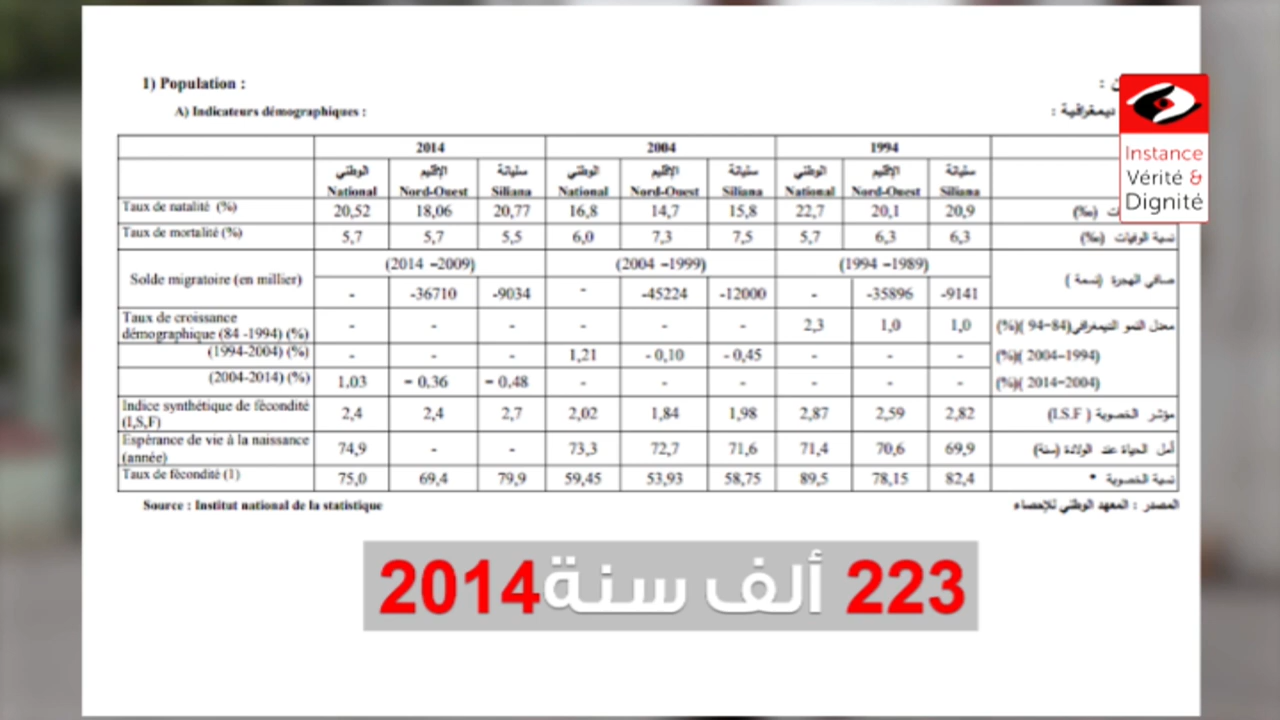 1) Population :
A) Indicateurs démographiques :
ديمغرافية :
Instance
Vérité &
Dignité
2014 2004 1994
الوطني الإقليم سليانة الوطني الإقليم سليانة الوطني الإقليم سليانة
National Nord-Ouest Siliana National Nord-Ouest Siliana National Nord-Ouest Siliana
Taux de natalité (%) 20,52 18,06 20,77 16,8 14,7 15,8 22,7 20,1 20,9 (‰)
Taux de mortalité (%) 5,7 5,7 5,5 6,0 7,3 7,5 5,7 6,3 6,3 نسبة الوفيات (‰)
(2014 –2009) (2004 –1999) (1994 –1989)
Solde migratoire (en millier) - -36710 -9034 - -45224 -12000 - -35896 -9141 صافي الهجرة (نسمة )
Taux de croissance
démographique (84 -1994) (%) - - - - - - 2,3 1,0 1,0 معدل النمو الديمغرافي(84–94 )(%)
(1994-2004) (%) - - - 1,21 - 0,10 - 0,45 - - - (1994–2004 )(%)
(2004-2014) (%) 1,03 – 0,36 – 0,48 - - - - - - (2004–2014 )(%)
Indice synthétique de fécondité
(I,S,F) 2,4 2,4 2,7 2,02 1,84 1,98 2,87 2,59 2,82 مؤشر الخصوبة ( I.S.F)
Espérance de vie à la naissance
(année) 74,9 - - 73,3 72,7 71,6 71,4 70,6 69,9 أمل الحياة عند الولادة (سنة)
Taux de fécondité (1) 75,0 69,4 79,9 59,45 53,93 58,75 89,5 78,15 82,4 نسبة الخصوبة *
Source : Institut national de la statistique
المصدر : المعهد الوطني للإحصاء
223 ألف سنة2014